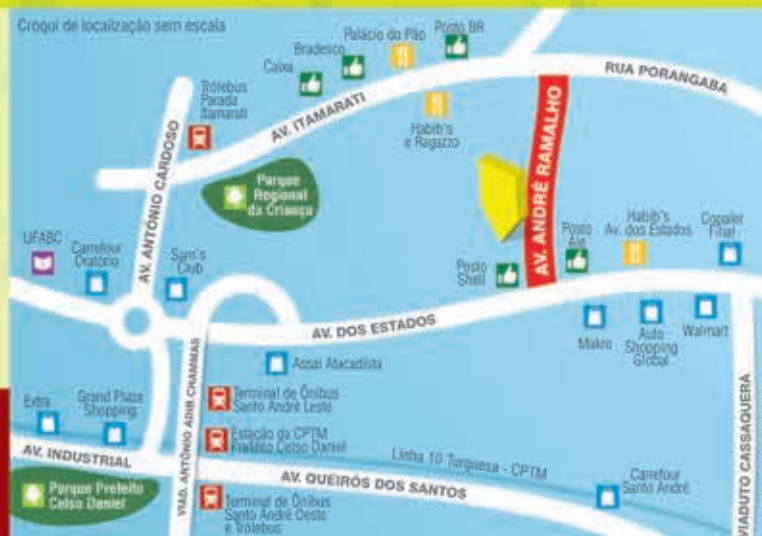 Croqui de localização sem escala
Palácio do Pão
Posto BR
Bradesco
Caixa
RUA PORANGABA
Trólebus
Parada
Itamarati
AV. ITAMARATI
Habib's
e Ragazzo
AV. ANTÔNIO CARDOSO
Parque
Regional
da Criança
AV. ANDRÉ RAMALHO
UFABC
Carrefour
Oratório
Sam's
Club
Posto
Shell
Posto
Ale
Habib's
Av. dos Estados
Copafer
Filial
AV. DOS ESTADOS
Makro
Auto
Shopping
Global
Walmart
Assaí Atacadista
VIAD. ANTÔNIO ADIB CHAMMAS
Extra
Grand Plaza
Shopping
Terminal de Ônibus
Santo André Leste
Estação da CPTM
Prefeito Celso Daniel
AV. INDUSTRIAL
Linha 10 Turquesa - CPTM
AV. QUEIRÓS DOS SANTOS
Carrefour
Santo André
VIADUTO CASSAQUERA
Parque Prefeito
Celso Daniel
Terminal de Ônibus
Santo André Oeste
e Trólebus